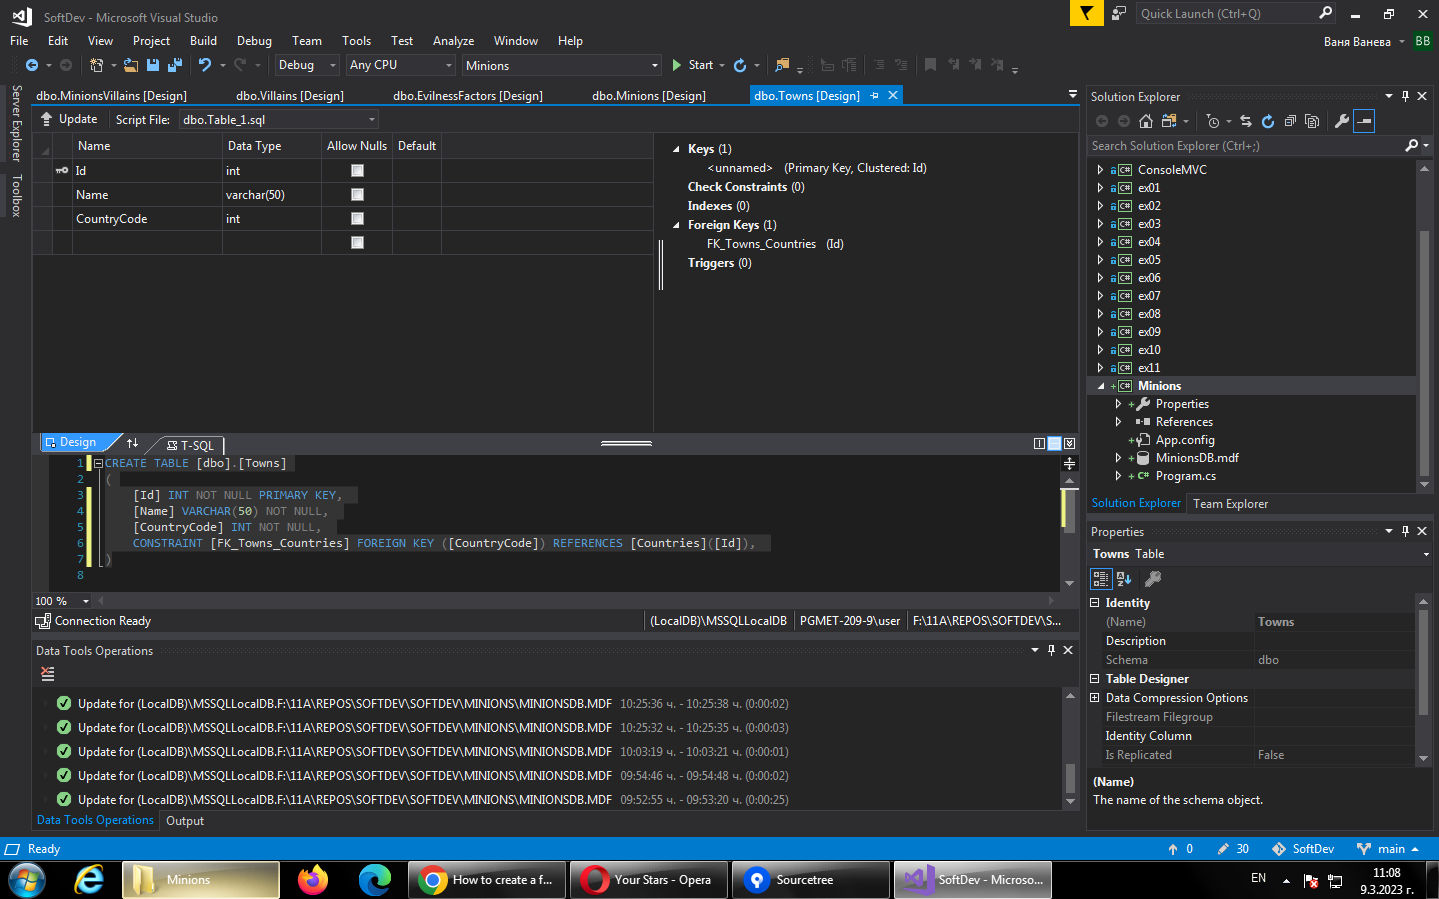 SoftDev - Microsoft Visual Studio
Quick Launch (Ctrl+Q)
File Edit View Project Build Debug Team Tools Test Analyze Window Help
Ваня Ванева
ВВ
Debug Any CPU Minions Start
Server Explorer
Toolbox
dbo.MinionsVillains [Design] dbo.Villains [Design] dbo.EvilnessFactors [Design] dbo.Minions [Design] dbo.Towns [Design]
Update Script File: dbo.Table_1.sql
Name Data Type Allow Nulls Default
Id int
Name varchar(50)
CountryCode int
Keys (1)
<unnamed> (Primary Key, Clustered: Id)
Check Constraints (0)
Indexes (0)
Foreign Keys (1)
FK_Towns_Countries (Id)
Triggers (0)
Design T-SQL
1 CREATE TABLE [dbo].[Towns]
2 (
3 [Id] INT NOT NULL PRIMARY KEY,
4 [Name] VARCHAR(50) NOT NULL,
5 [CountryCode] INT NOT NULL,
6 CONSTRAINT [FK_Towns_Countries] FOREIGN KEY ([CountryCode]) REFERENCES [Countries]([Id]),
7 )
8
100 %
Connection Ready (LocalDB)\MSSQLLocalDB PGMET-209-9\user F:\11A\REPOS\SOFTDEV\S...
Data Tools Operations
Update for (LocalDB)\MSSQLLocalDB.F:\11A\REPOS\SOFTDEV\SOFTDEV\MINIONS\MINIONSDB.MDF 10:25:36 ч. - 10:25:38 ч. (0:00:02)
Update for (LocalDB)\MSSQLLocalDB.F:\11A\REPOS\SOFTDEV\SOFTDEV\MINIONS\MINIONSDB.MDF 10:25:32 ч. - 10:25:35 ч. (0:00:03)
Update for (LocalDB)\MSSQLLocalDB.F:\11A\REPOS\SOFTDEV\SOFTDEV\MINIONS\MINIONSDB.MDF 10:03:19 ч. - 10:03:21 ч. (0:00:01)
Update for (LocalDB)\MSSQLLocalDB.F:\11A\REPOS\SOFTDEV\SOFTDEV\MINIONS\MINIONSDB.MDF 09:54:46 ч. - 09:54:48 ч. (0:00:02)
Update for (LocalDB)\MSSQLLocalDB.F:\11A\REPOS\SOFTDEV\SOFTDEV\MINIONS\MINIONSDB.MDF 09:52:55 ч. - 09:53:20 ч. (0:00:25)
Data Tools Operations Output
Solution Explorer
Search Solution Explorer (Ctrl+;)
C# ConsoleMVC
C# ex01
C# ex02
C# ex03
C# ex04
C# ex05
C# ex06
C# ex07
C# ex08
C# ex09
C# ex10
C# ex11
C# Minions
Properties
References
App.config
MinionsDB.mdf
C# Program.cs
Solution Explorer Team Explorer
Properties
Towns Table
Identity
(Name) Towns
Description
Schema dbo
Table Designer
Data Compression Options
Filestream Filegroup
Identity Column
Is Replicated False
(Name)
The name of the schema object.
Ready 0 30 SoftDev main
Minions How to create a f... Your Stars - Opera Sourcetree SoftDev - Microso... EN
11:08
9.3.2023 г.